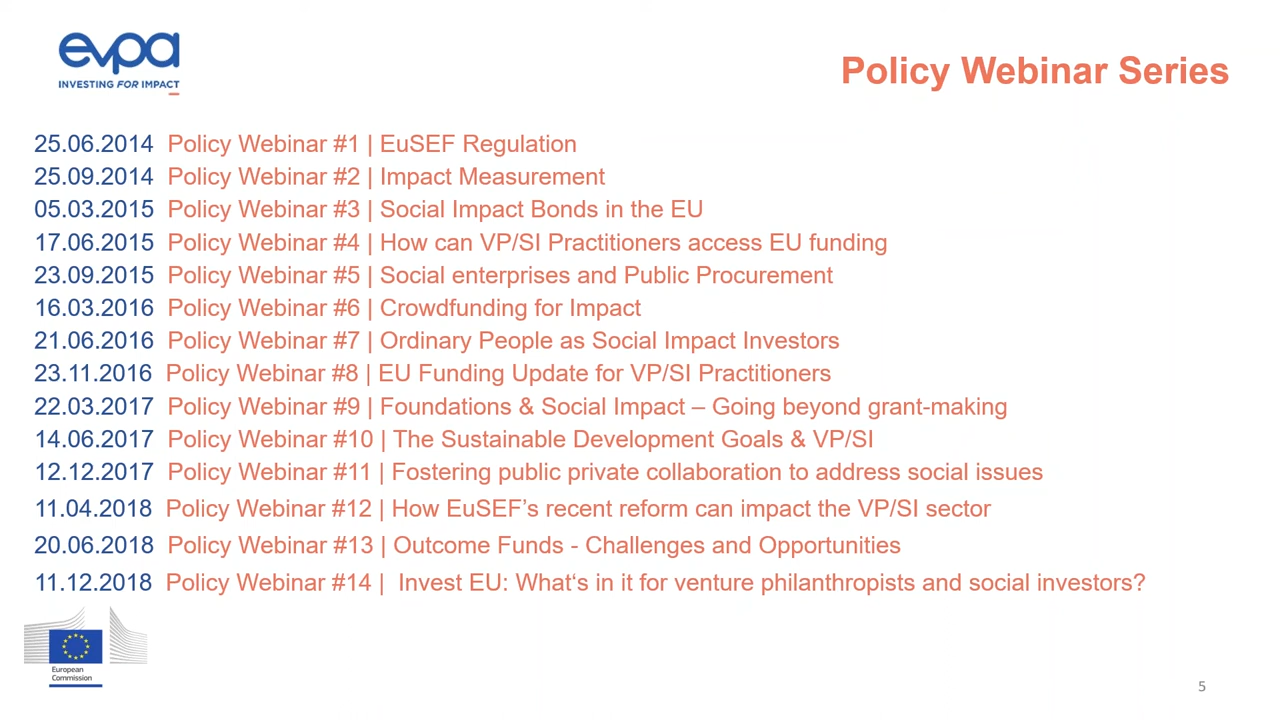 evpa
INVESTING FOR IMPACT
Policy Webinar Series
25.06.2014 Policy Webinar #1 | EuSEF Regulation
25.09.2014 Policy Webinar #2 | Impact Measurement
05.03.2015 Policy Webinar #3 | Social Impact Bonds in the EU
17.06.2015 Policy Webinar #4 | How can VP/SI Practitioners access EU funding
23.09.2015 Policy Webinar #5 | Social enterprises and Public Procurement
16.03.2016 Policy Webinar #6 | Crowdfunding for Impact
21.06.2016 Policy Webinar #7 | Ordinary People as Social Impact Investors
23.11.2016 Policy Webinar #8 | EU Funding Update for VP/SI Practitioners
22.03.2017 Policy Webinar #9 | Foundations & Social Impact – Going beyond grant-making
14.06.2017 Policy Webinar #10 | The Sustainable Development Goals & VP/SI
12.12.2017 Policy Webinar #11 | Fostering public private collaboration to address social issues
11.04.2018 Policy Webinar #12 | How EuSEF’s recent reform can impact the VP/SI sector
20.06.2018 Policy Webinar #13 | Outcome Funds - Challenges and Opportunities
11.12.2018 Policy Webinar #14 | Invest EU: What‘s in it for venture philanthropists and social investors?
European
Commission
5